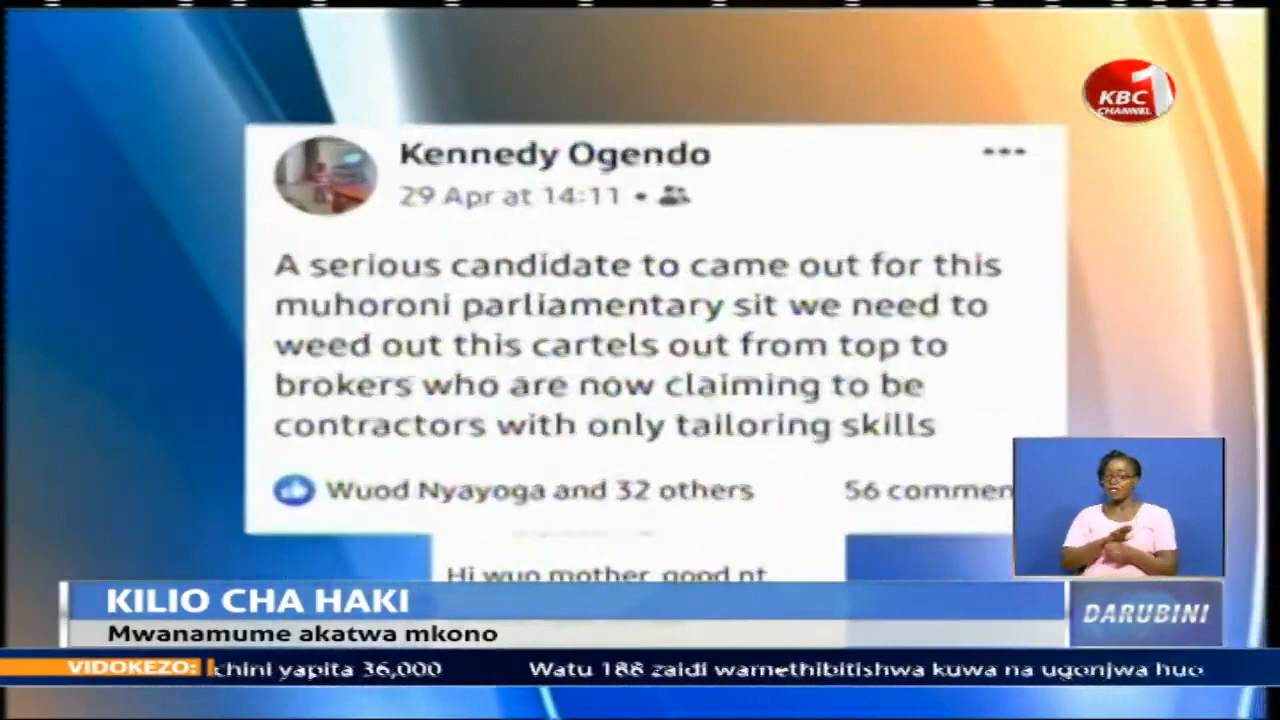 KBC 1
CHANNEL
Kennedy Ogendo
29 Apr at 14:11
A serious candidate to came out for this
muhoroni parliamentary sit we need to
weed out this cartels out from top to
brokers who are now claiming to be
contractors with only tailoring skills
Wuod Nyayoga and 32 others
56 commen
Hi wuo mother good nt
KILIO CHA HAKI
Mwanamume akatwa mkono
DARUBINI
VIDOKEZO: chini yapita 36,000 Watu 188 zaidi wamethibitishwa kuwa na ugonjwa huo